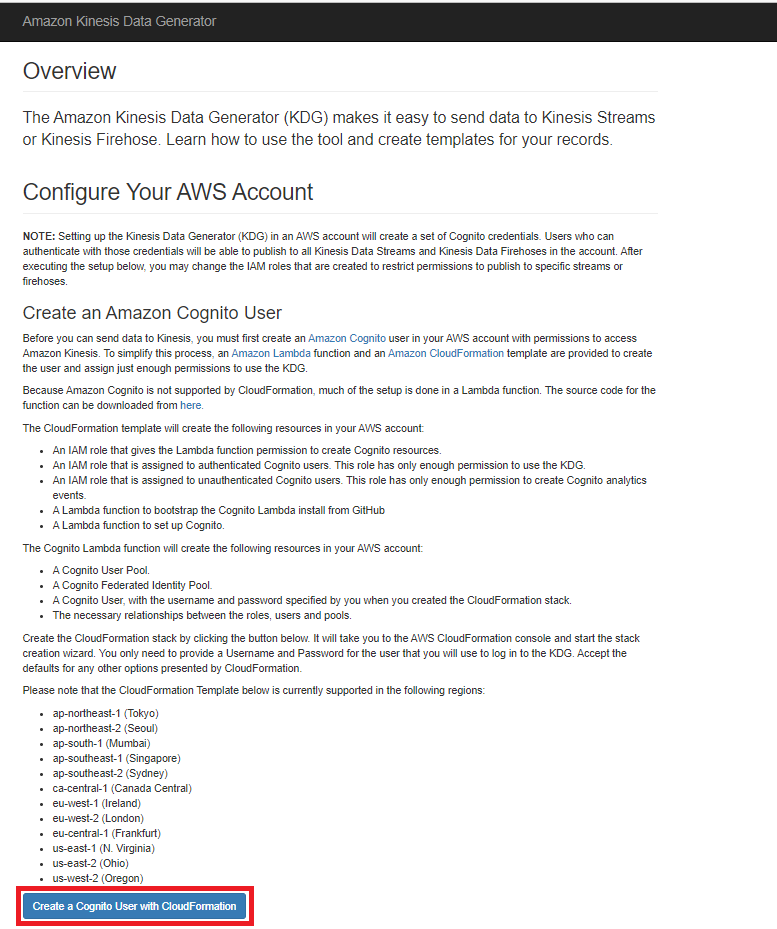 Amazon Kinesis Data Generator
Overview
The Amazon Kinesis Data Generator (KDG) makes it easy to send data to Kinesis Streams
or Kinesis Firehose. Learn how to use the tool and create templates for your records.
Configure Your AWS Account
NOTE: Setting up the Kinesis Data Generator (KDG) in an AWS account will create a set of Cognito credentials. Users who can
authenticate with those credentials will be able to publish to all Kinesis Data Streams and Kinesis Data Firehoses in the account. After
executing the setup below, you may change the IAM roles that are created to restrict permissions to publish to specific streams or
firehoses.
Create an Amazon Cognito User
Before you can send data to Kinesis, you must first create an Amazon Cognito user in your AWS account with permissions to access
Amazon Kinesis. To simplify this process, an Amazon Lambda function and an Amazon CloudFormation template are provided to create
the user and assign just enough permissions to use the KDG.
Because Amazon Cognito is not supported by CloudFormation, much of the setup is done in a Lambda function. The source code for the
function can be downloaded from here.
The CloudFormation template will create the following resources in your AWS account:
• An IAM role that gives the Lambda function permission to create Cognito resources.
• An IAM role that is assigned to authenticated Cognito users. This role has only enough permission to use the KDG.
• An IAM role that is assigned to unauthenticated Cognito users. This role has only enough permission to create Cognito analytics
events.
• A Lambda function to bootstrap the Cognito Lambda install from GitHub
• A Lambda function to set up Cognito.
The Cognito Lambda function will create the following resources in your AWS account:
• A Cognito User Pool.
• A Cognito Federated Identity Pool.
• A Cognito User, with the username and password specified by you when you created the CloudFormation stack.
• The necessary relationships between the roles, users and pools.
Create the CloudFormation stack by clicking the button below. It will take you to the AWS CloudFormation console and start the stack
creation wizard. You only need to provide a Username and Password for the user that you will use to log in to the KDG. Accept the
defaults for any other options presented by CloudFormation.
Please note that the CloudFormation Template below is currently supported in the following regions:
• ap-northeast-1 (Tokyo)
• ap-northeast-2 (Seoul)
• ap-south-1 (Mumbai)
• ap-southeast-1 (Singapore)
• ap-southeast-2 (Sydney)
• ca-central-1 (Canada Central)
• eu-west-1 (Ireland)
• eu-west-2 (London)
• eu-central-1 (Frankfurt)
• us-east-1 (N. Virginia)
• us-east-2 (Ohio)
• us-west-2 (Oregon)
Create a Cognito User with CloudFormation